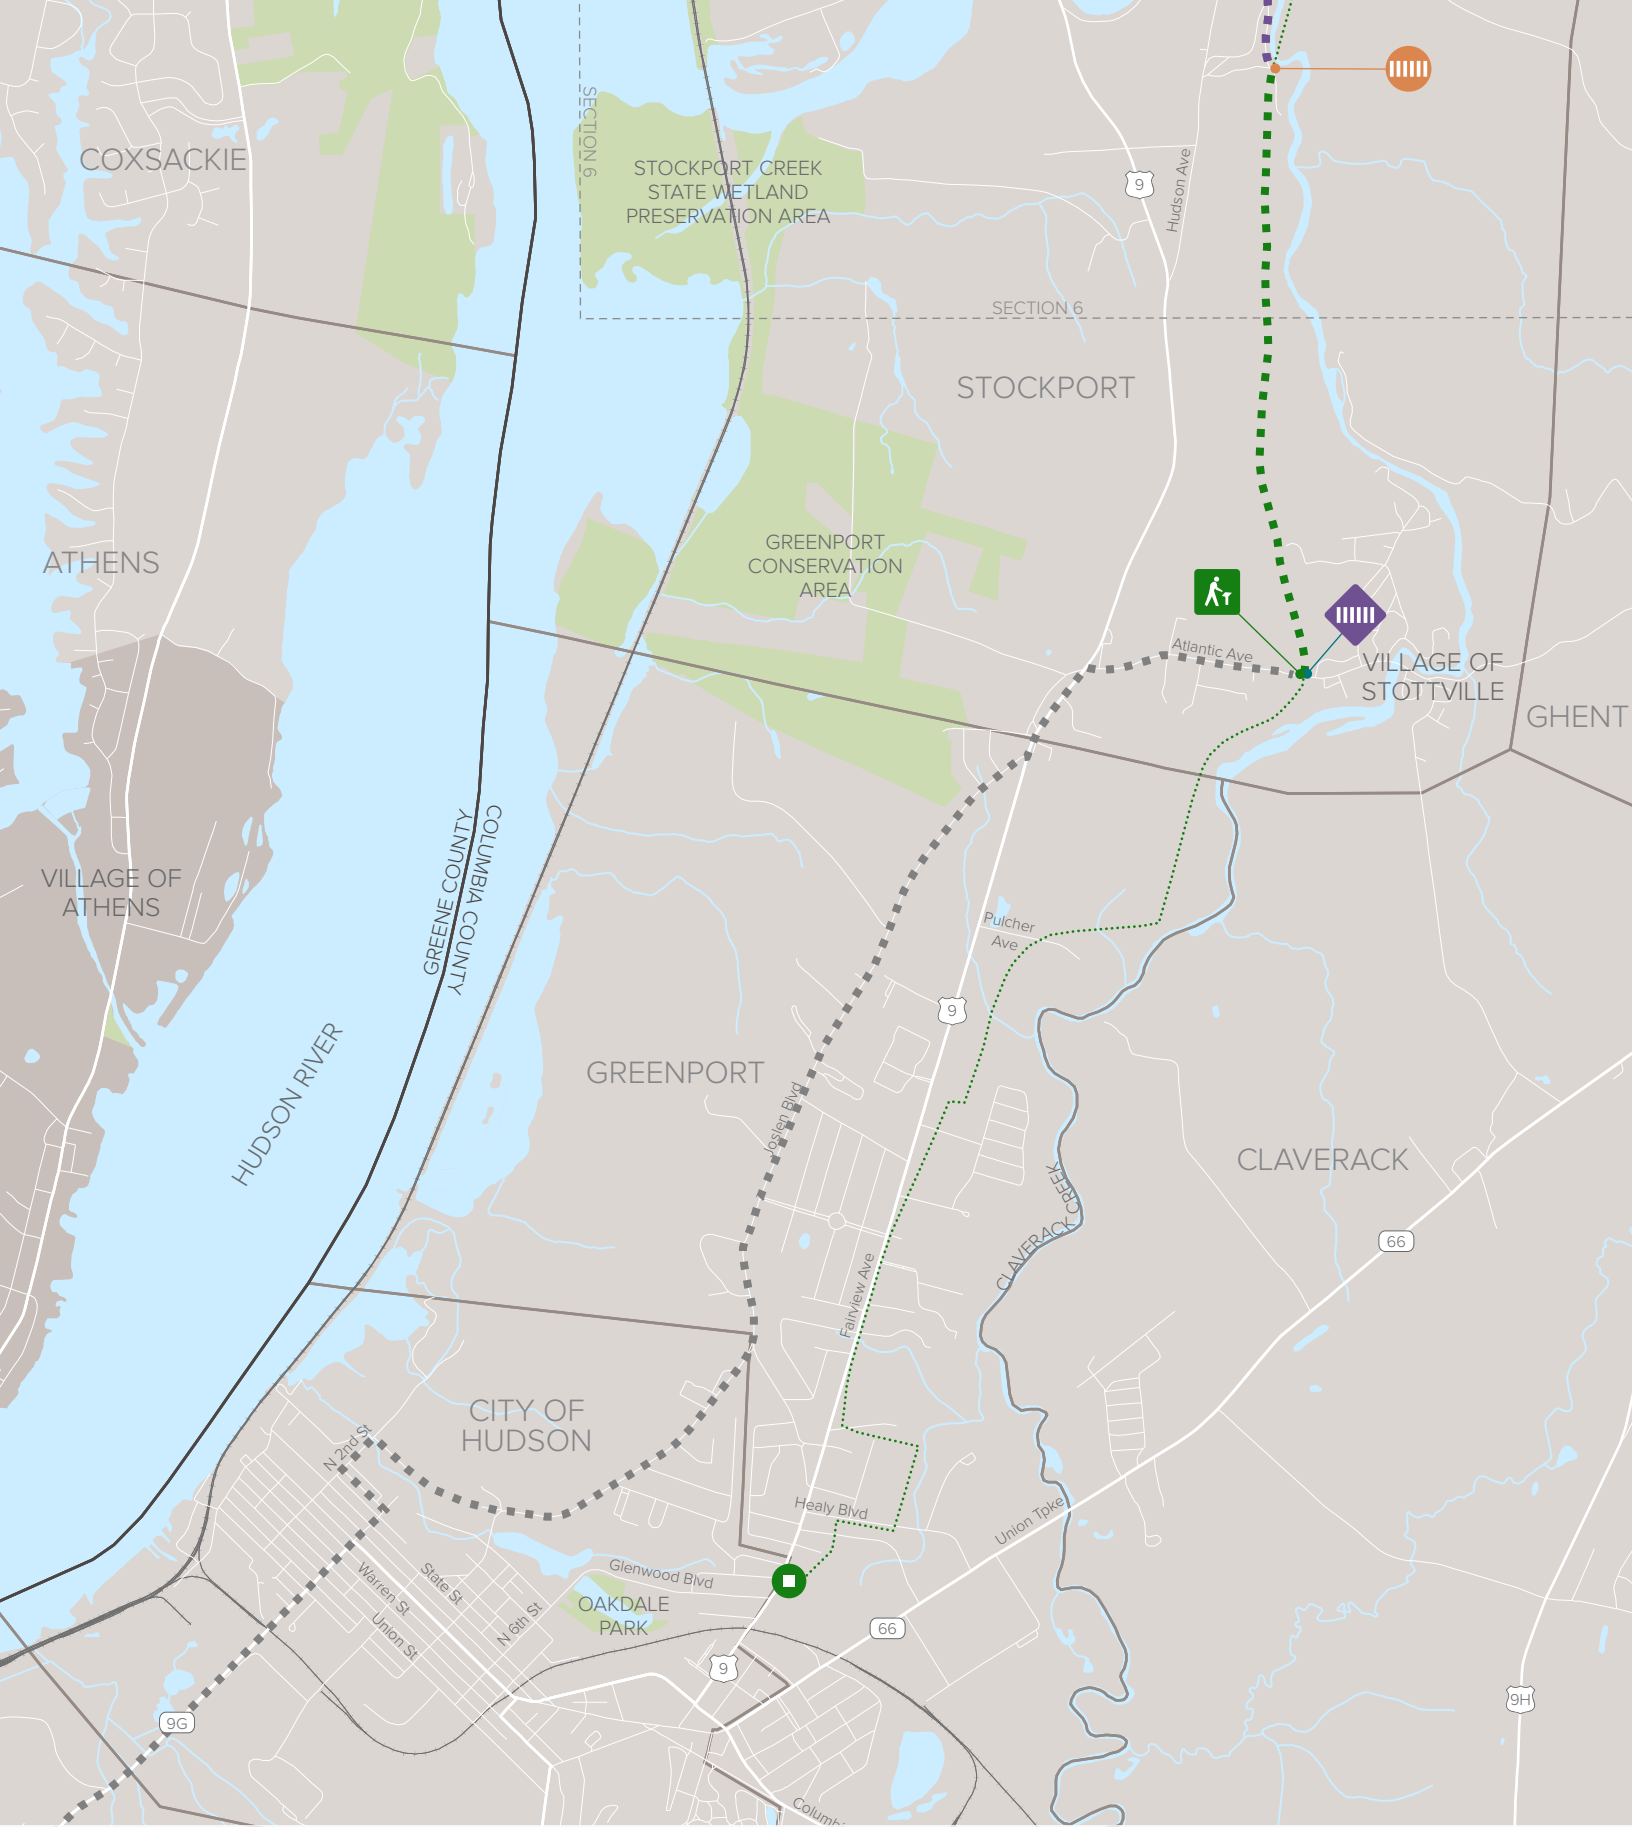 COXSACKIE
SECTION 6
STOCKPORT CREEK
STATE WETLAND
PRESERVATION AREA
9
Hudson Ave
SECTION 6
STOCKPORT
ATHENS
GREENPORT
CONSERVATION
AREA
Atlantic Ave
VILLAGE OF
STOTTVILLE
GHENT
VILLAGE OF
ATHENS
GREENE COUNTY
COLUMBIA COUNTY
Pulcher
Ave
9
HUDSON RIVER
GREENPORT
Joslen Blvd
CLAVERACK
CLAVERACK CREEK
66
Fairview Ave
CITY OF
HUDSON
N 2nd St
Healy Blvd
Union Tpke
Glenwood Blvd
Warren St
State St
Union St
N 6th St
OAKDALE
PARK
66
9
9H
9G